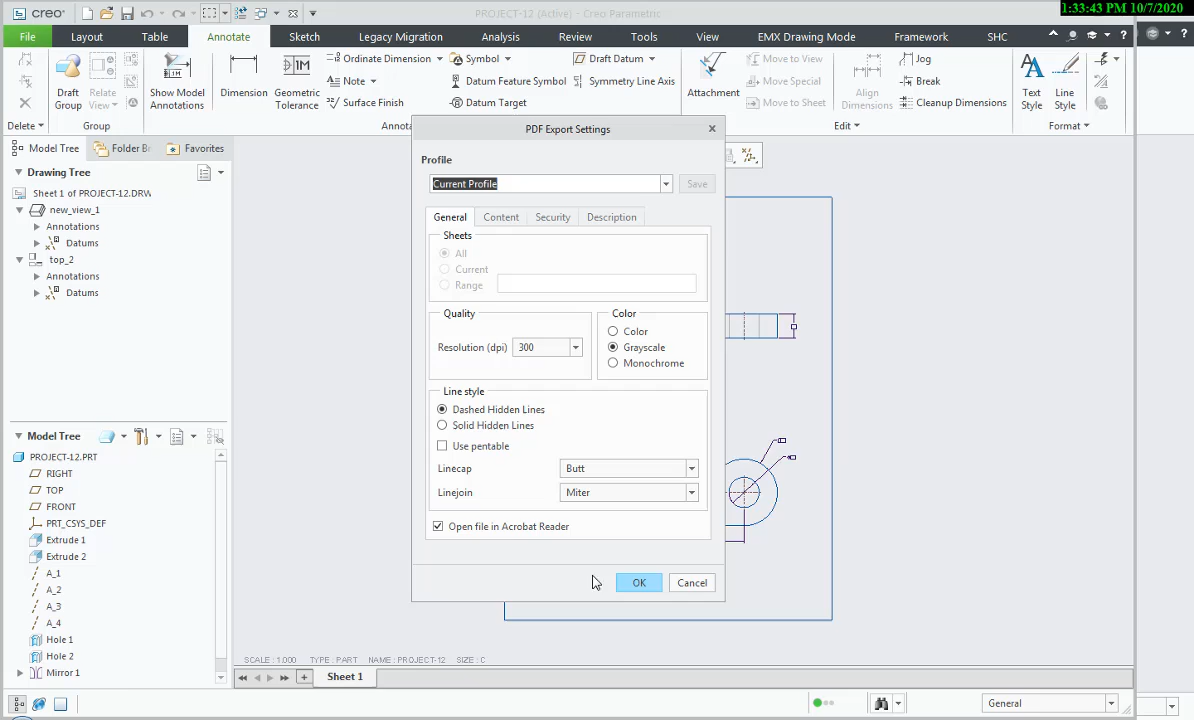 creo
PROJECT-12 (Active) - Creo Parametric
1:33:43 PM 10/7/2020
File
Layout
Table
Annotate
Sketch
Legacy Migration
Analysis
Review
Tools
View
EMX Drawing Mode
Framework
SHC
Draft Group
Relate View
Show Model Annotations
Dimension
Geometric Tolerance
Ordinate Dimension
Note
Surface Finish
Symbol
Datum Feature Symbol
Datum Target
Draft Datum
Symmetry Line Axis
Attachment
Move to View
Move Special
Move to Sheet
Align Dimensions
Jog
Break
Cleanup Dimensions
Text Style
Line Style
Delete
Group
Annota
Edit
Format
Model Tree
Folder Br
Favorites
Drawing Tree
Sheet 1 of PROJECT-12.DRW
new_view_1
Annotations
Datums
top_2
Annotations
Datums
Model Tree
PROJECT-12.PRT
RIGHT
TOP
FRONT
PRT_CSYS_DEF
Extrude 1
Extrude 2
A_1
A_2
A_3
A_4
Hole 1
Hole 2
Mirror 1
PDF Export Settings
Profile
Current Profile
Save
General
Content
Security
Description
Sheets
All
Current
Range
Quality
Resolution (dpi)
300
Color
Color
Grayscale
Monochrome
Line style
Dashed Hidden Lines
Solid Hidden Lines
Use pentable
Linecap
Butt
Linejoin
Miter
Open file in Acrobat Reader
OK
Cancel
SCALE : 1.000 TYPE : PART NAME : PROJECT-12 SIZE : C
Sheet 1
General